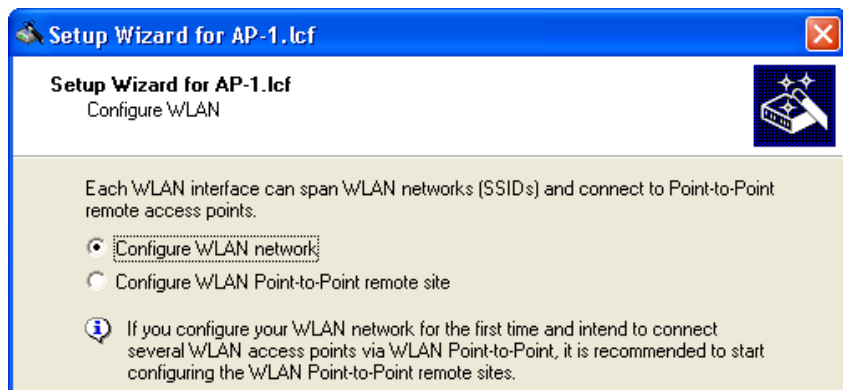 Setup Wizard for AP-1.lcf
Setup Wizard for AP-1.lcf
Configure WLAN
Each WLAN interface can span WLAN networks (SSIDs) and connect to Point-to-Point
remote access points.
Configure WLAN network
Configure WLAN Point-to-Point remote site
If you configure your WLAN network for the first time and intend to connect
several WLAN access points via WLAN Point-to-Point, it is recommended to start
configuring the WLAN Point-to-Point remote sites.